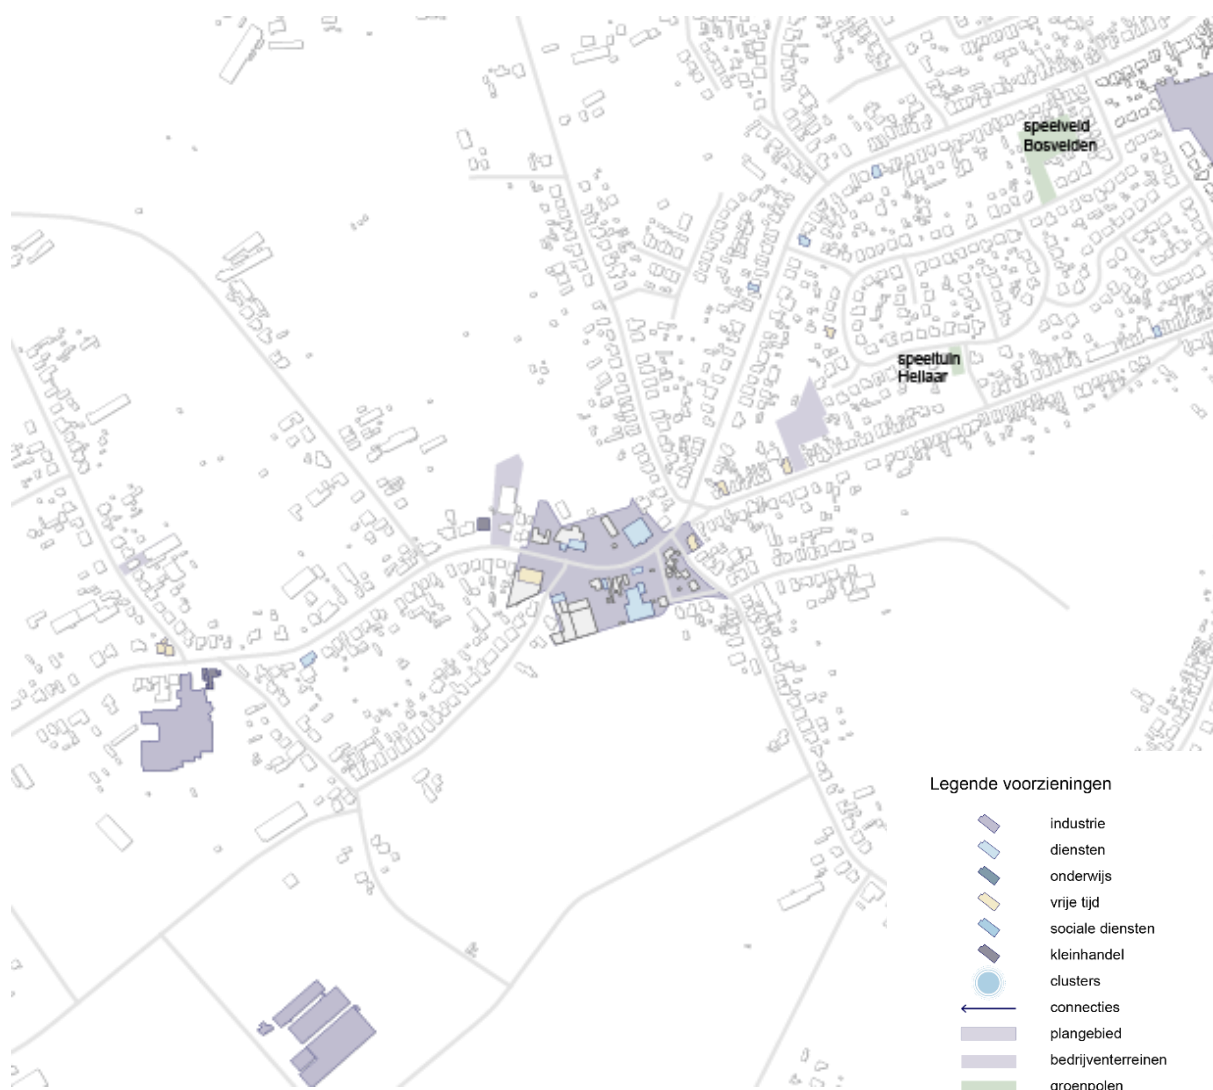 speelveld
Bosvelden
speeltuin
Hellaar
Legende voorzieningen
industrie
diensten
onderwijs
vrije tijd
sociale diensten
kleinhandel
clusters
connecties
plangebied
bedrijventerreinen
groenpolen